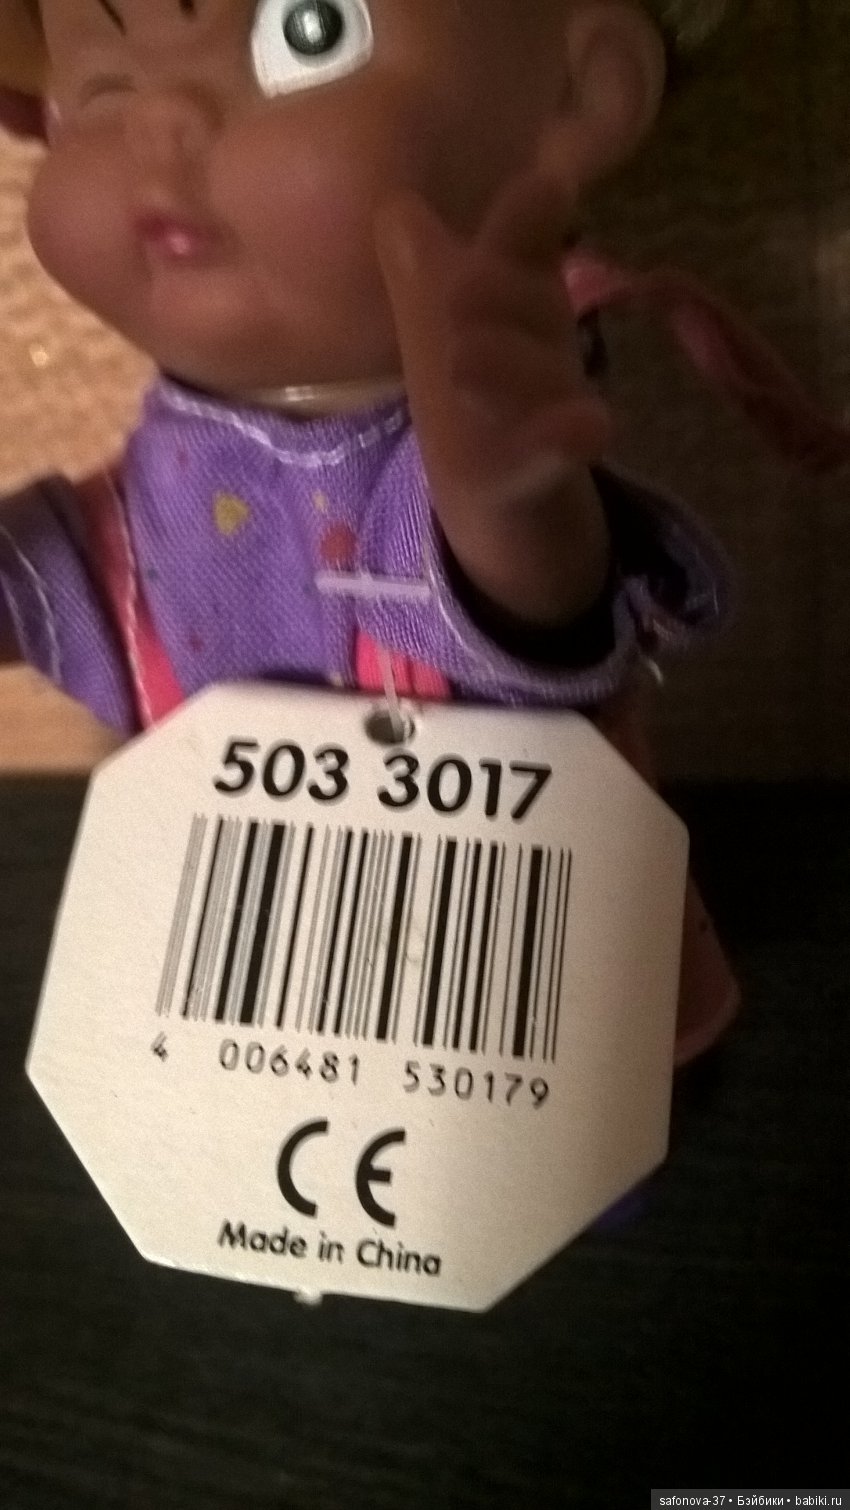 503 3017
4 006481 530179
CE
Made in China
safonova-37 • Бэйбики • babiki.ru